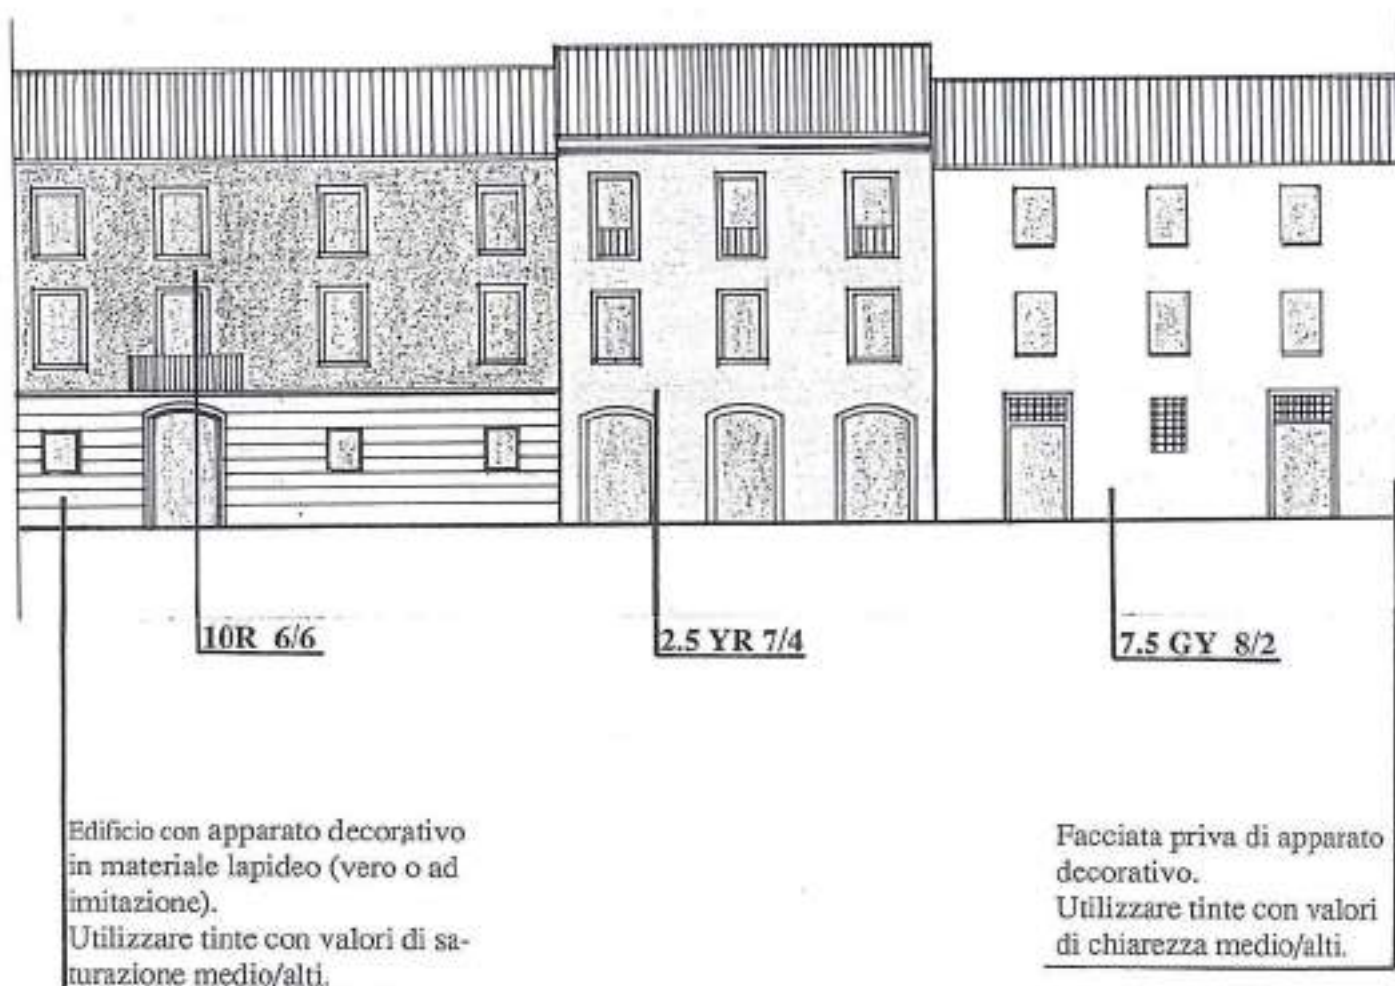 10R 6/6
2.5 YR 7/4
7.5 GY 8/2
Edificio con apparato decorativo
in materiale lapideo (vero o ad
imitazione).
Utilizzare tinte con valori di sa-
turazione medio/alti.
Facciata priva di apparato
decorativo.
Utilizzare tinte con valori
di chiarezza medio/alti.